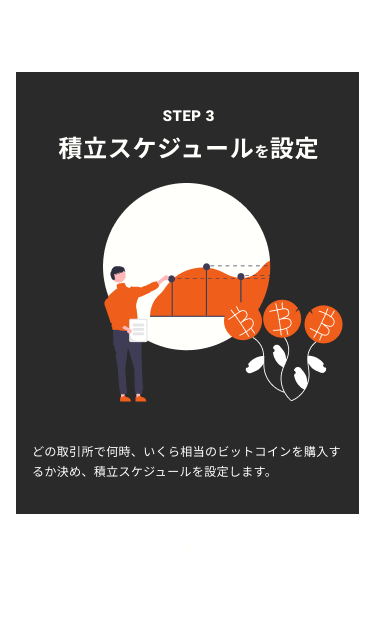 STEP 3
積立スケジュールを設定
どの取引所で何時、いくら相当のビットコインを購入す
るか決め、積立スケジュールを設定します。